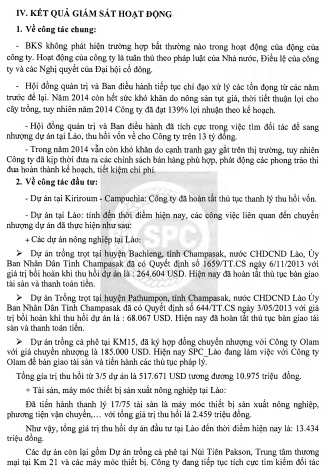 IV. KẾT QUẢ GIÁM SÁT HOẠT ĐỘNG
1. Về công tác chung:
- BKS không phát hiện trường hợp bất thường nào trong hoạt động của động của
công ty. Hoạt động của công ty là tuân thủ theo pháp luật của Nhà nước, Điều lệ của công
ty và các Nghị quyết của Đại hội cổ đông.
- Hội đồng quản trị và Ban điều hành tiếp tục chỉ đạo xử lý các tồn đọng từ các năm
trước để lại. Năm 2014 còn hết sức khó khăn do nông sản tụt giá, thời tiết thuận lợi cho
cây trồng, tuy nhiên năm 2014 Công ty đã đạt 139% lợi nhuận theo kế hoạch.
- Hội đồng quản trị và Ban điều hành đã tích cực trong việc tìm đối tác để sang
nhượng dự án tại Lào, thu hồi vốn về cho Công ty trên 13 tỷ đồng.
- Trong năm 2014 vẫn còn khó khăn do cạnh tranh gay gắt trên thị trường, tuy nhiên
Công ty đã kịp thời đưa ra các chính sách bán hàng phù hợp, phát động các phong trào thi
đua hoàn thành kế hoạch, tiết kiệm chi phí.
2. Về công tác đầu tư:
- Dự án tại Kiriroum - Campuchia: Công ty đã hoàn tất thủ tục thanh lý thu hồi vốn.
- Dự án tại Lào: tính đến thời điểm hiện nay, các công việc liên quan đến chuyển
nhượng dự án đã thực hiện như sau:
+ Các dự án nông nghiệp tại Lào:
➢ Dự án trồng trọt tại huyện Bachieng, tỉnh Champasak, nước CHDCND Lào, Ủy
Ban Nhân Dân Tỉnh Champasak đã có Quyết định số 1659/TT.CS ngày 6/11/2013 với
giá trị bồi hoàn khi thu hồi dự án là : 264.604 USD. Hiện nay đã hoàn tất thủ tục bàn giao
tài sản và thanh toán tiền.
➢ Dự án Trồng trọt tại huyện Pathumpon, tỉnh Champasak, nước CHDCND Lào Ủy
Ban Nhân Dân Tỉnh Champasak đã có Quyết định số 644/TT.CS ngày 3/05/2013 với giá
trị bồi hoàn khi thu hồi dự án là : 68.067 USD. Hiện nay đã hoàn tất thủ tục bàn giao tài sản
và thanh toán tiền.
➢ Dự án trồng cà phê tại KM15, đã ký hợp đồng chuyển nhượng với Công ty Olam
với giá chuyển nhượng là 185.000 USD. Hiện nay SPC_Lào đang làm việc với Công ty
Olam để bàn giao tài sản và tiến hành các thủ tục pháp lý.
Tổng gia trị thu hồi từ 3/5 dự án là 517.671 USD tương đương 10.975 triệu đồng.
+ Tài sản, máy móc thiết bị sản xuất nông nghiệp tại Lào:
Đã tiến hành thanh lý 17/75 tài sản là máy móc thiết bị sản xuất nông nghiệp,
phương tiện vận chuyển,... với tổng giá trị thu hồi là 2.459 triệu đồng.
Như vậy, tổng giá trị thu hồi dự án đầu tư tại Lào đến thời điểm hiện nay là: 13.434
triệu đồng.
Các dự án còn lại gồm Dự án trồng cà phê tại Núi Tiên Pakson, Trung tâm thương
mại tại Km 21 và các máy móc thiết bị. Công ty đang tiếp tục tích cực tìm kiếm đối tác
SPC